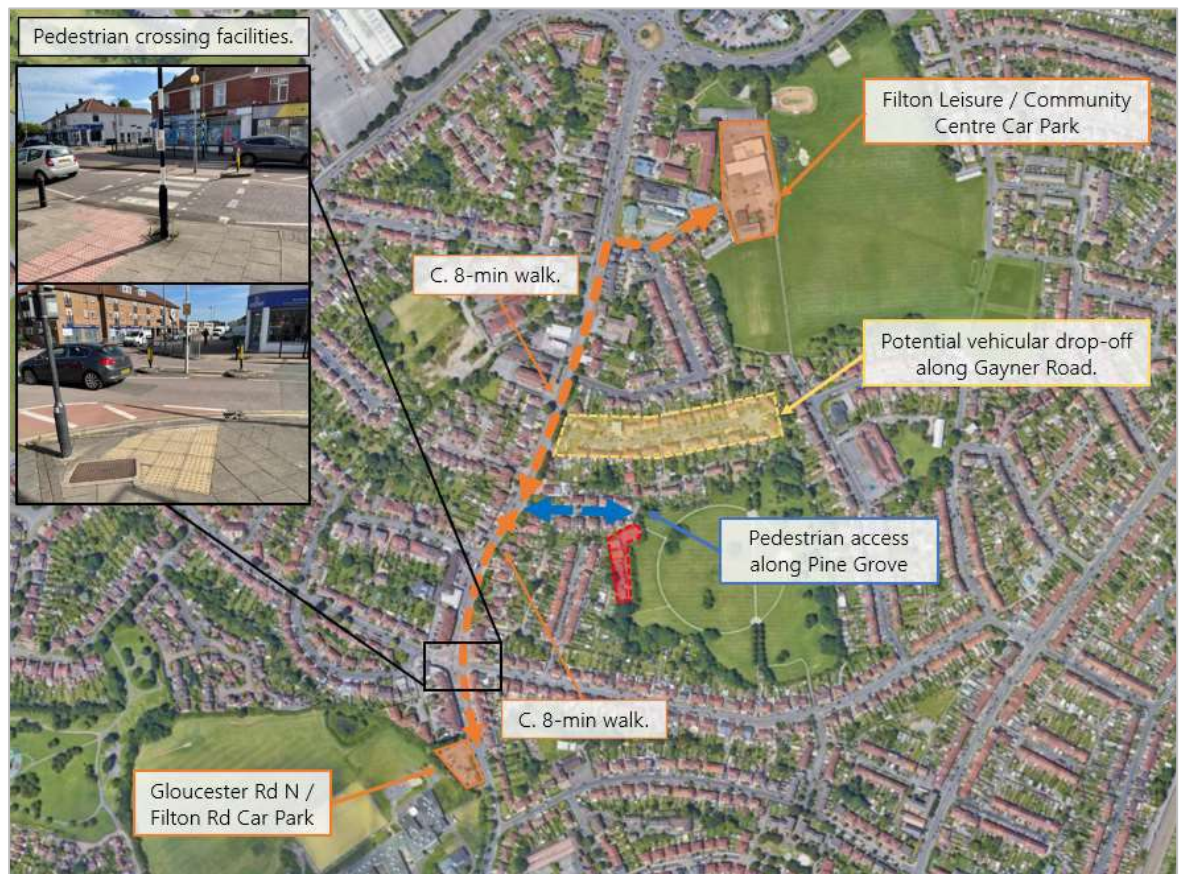 Pedestrian crossing facilities.
Filton Leisure / Community
Centre Car Park
C. 8-min walk.
Potential vehicular drop-off
along Gayner Road.
Pedestrian access
along Pine Grove
C. 8-min walk.
Gloucester Rd N /
Filton Rd Car Park